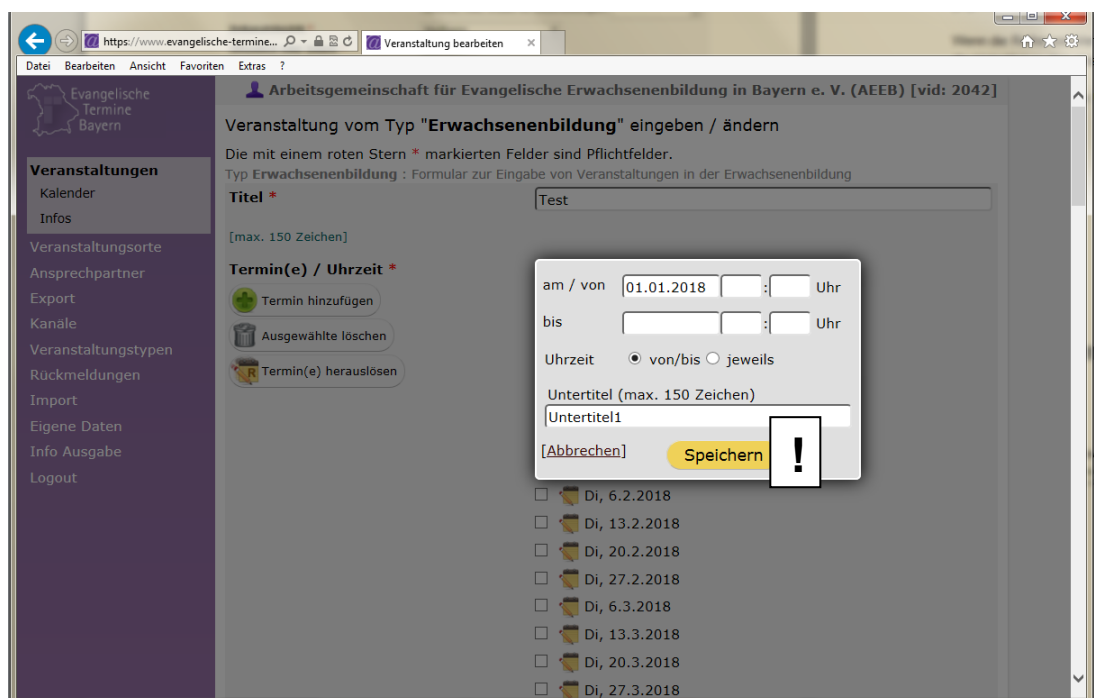 https://www.evangelische-termine...
Veranstaltung bearbeiten
Datei Bearbeiten Ansicht Favoriten Extras ?
Evangelische
Termine
Bayern
Veranstaltungen
Kalender
Infos
Veranstaltungsorte
Ansprechpartner
Export
Kanäle
Veranstaltungstypen
Rückmeldungen
Import
Eigene Daten
Info Ausgabe
Logout
Arbeitsgemeinschaft für Evangelische Erwachsenenbildung in Bayern e. V. (AEEB) [vid: 2042]
Veranstaltung vom Typ "Erwachsenenbildung" eingeben / ändern
Die mit einem roten Stern * markierten Felder sind Pflichtfelder.
Typ Erwachsenenbildung : Formular zur Eingabe von Veranstaltungen in der Erwachsenenbildung
Titel * Test
[max. 150 Zeichen]
Termin(e) / Uhrzeit *
Termin hinzufügen
Ausgewählte löschen
R Termin(e) herauslösen
am / von 01.01.2018 : Uhr
bis : Uhr
Uhrzeit von/bis jeweils
Untertitel (max. 150 Zeichen)
Untertitel1
[Abbrechen] Speichern !
Di, 6.2.2018
Di, 13.2.2018
Di, 20.2.2018
Di, 27.2.2018
Di, 6.3.2018
Di, 13.3.2018
Di, 20.3.2018
Di, 27.3.2018